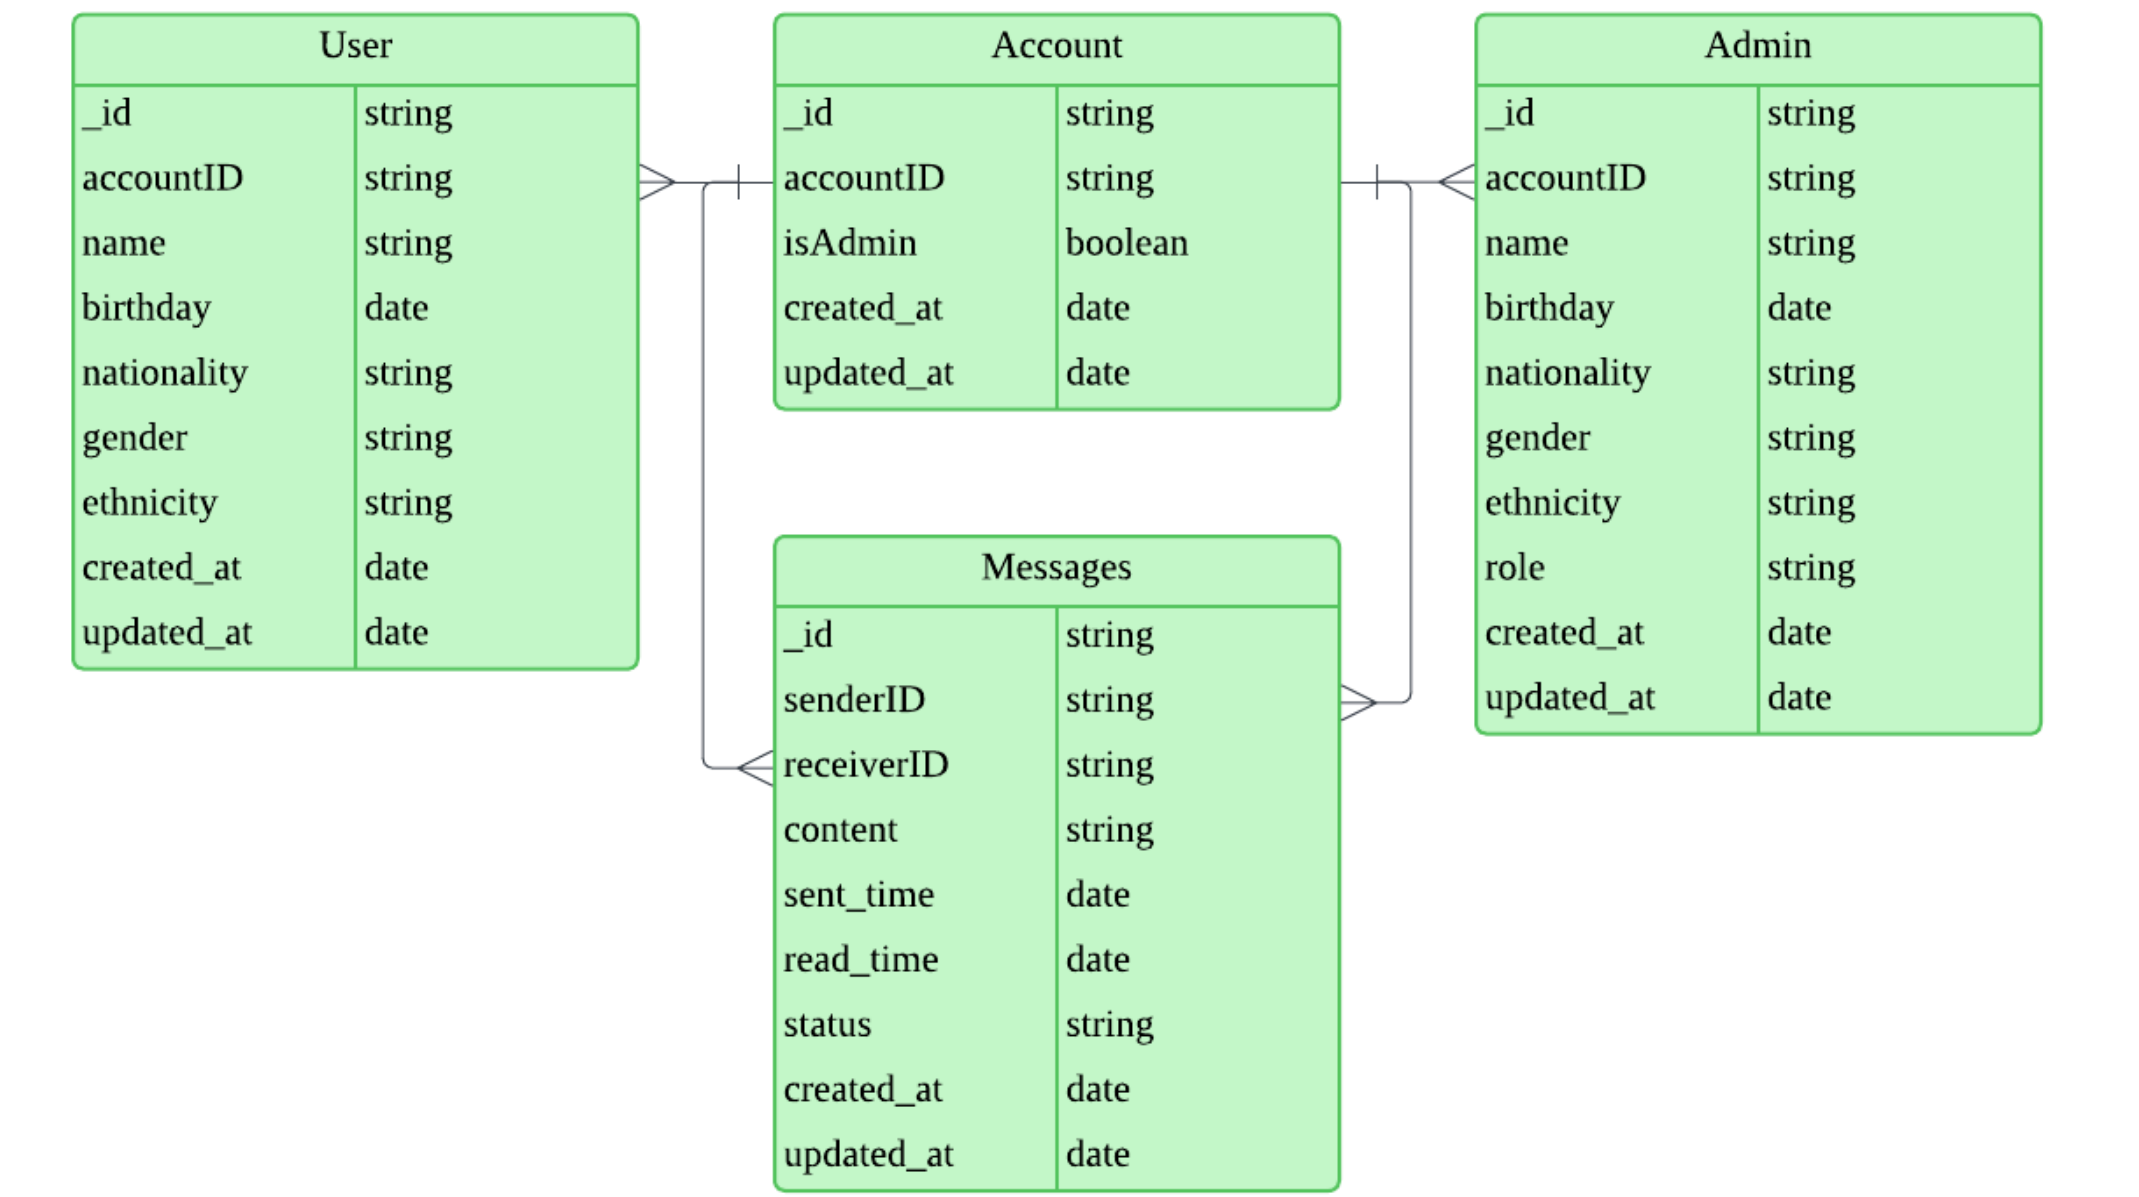 User
_id string
accountID string
name string
birthday date
nationality string
gender string
ethnicity string
created_at date
updated_at date
Account
_id string
accountID string
isAdmin boolean
created_at date
updated_at date
Admin
_id string
accountID string
name string
birthday date
nationality string
gender string
ethnicity string
role string
created_at date
updated_at date
Messages
_id string
senderID string
receiverID string
content string
sent_time date
read_time date
status string
created_at date
updated_at date